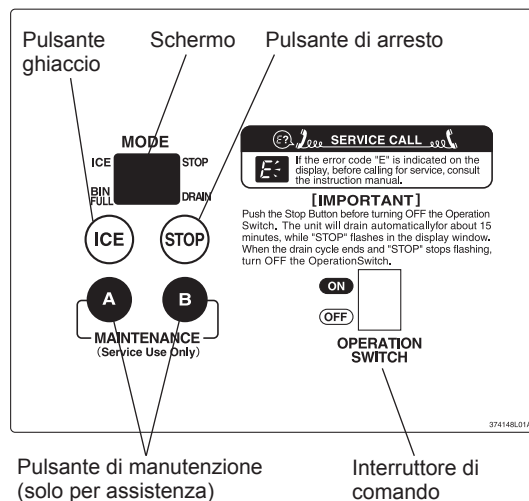 Pulsante
ghiaccio
Schermo
Pulsante di arresto
MODE
ICE
STOP
BIN
FULL
DRAIN
ICE
STOP
A
B
MAINTENANCE
(Service Use Only)
E? SERVICE CALL
E
If the error code "E" is indicated on the
display, before calling for service, consult
the instruction manual.
[IMPORTANT]
Push the Stop Button before turning OFF the Operation
Switch. The unit will drain automaticallyfor about 15
minutes, while "STOP" flashes in the display window.
When the drain cycle ends and "STOP" stops flashing,
turn OFF the OperationSwitch.
ON
OFF
OPERATION
SWITCH
374148L01A
Pulsante di manutenzione
(solo per assistenza)
Interruttore di
comando